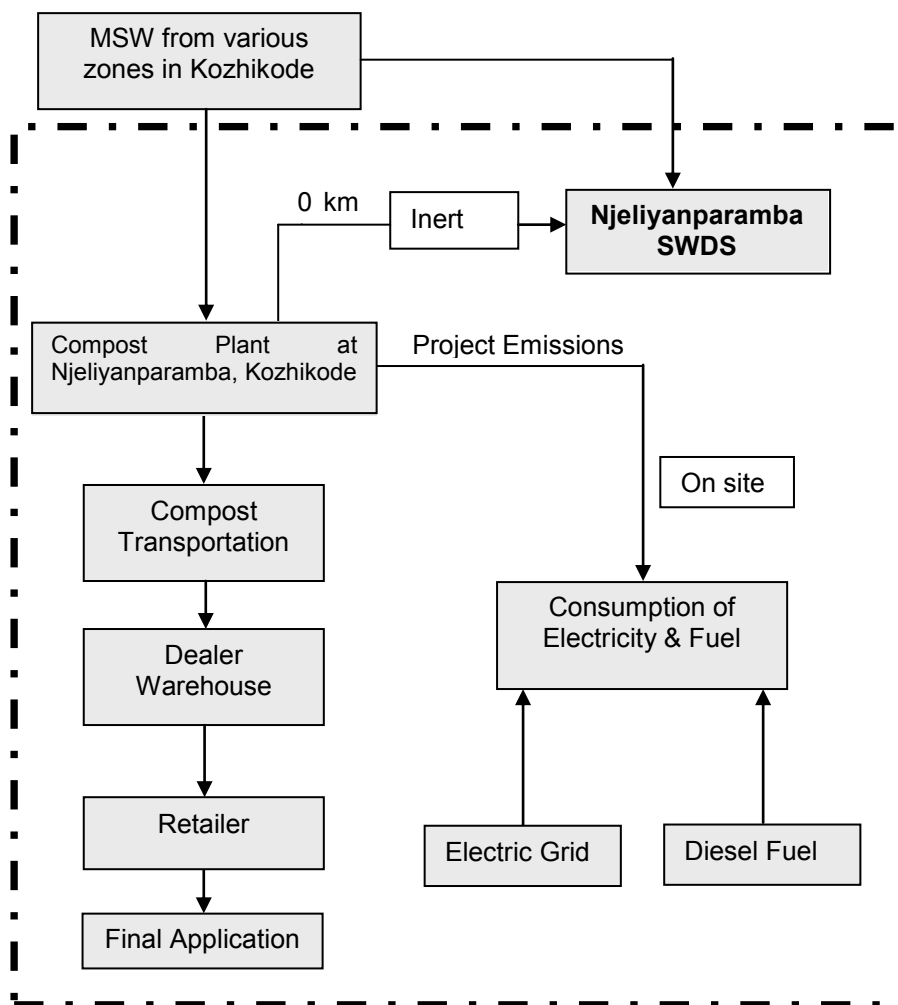 MSW from various
zones in Kozhikode
0 km
Inert
Njeliyanparamba
SWDS
Compost Plant at
Njeliyanparamba, Kozhikode
Project Emissions
On site
Compost
Transportation
Consumption of
Electricity & Fuel
Dealer
Warehouse
Retailer
Electric Grid
Diesel Fuel
Final Application